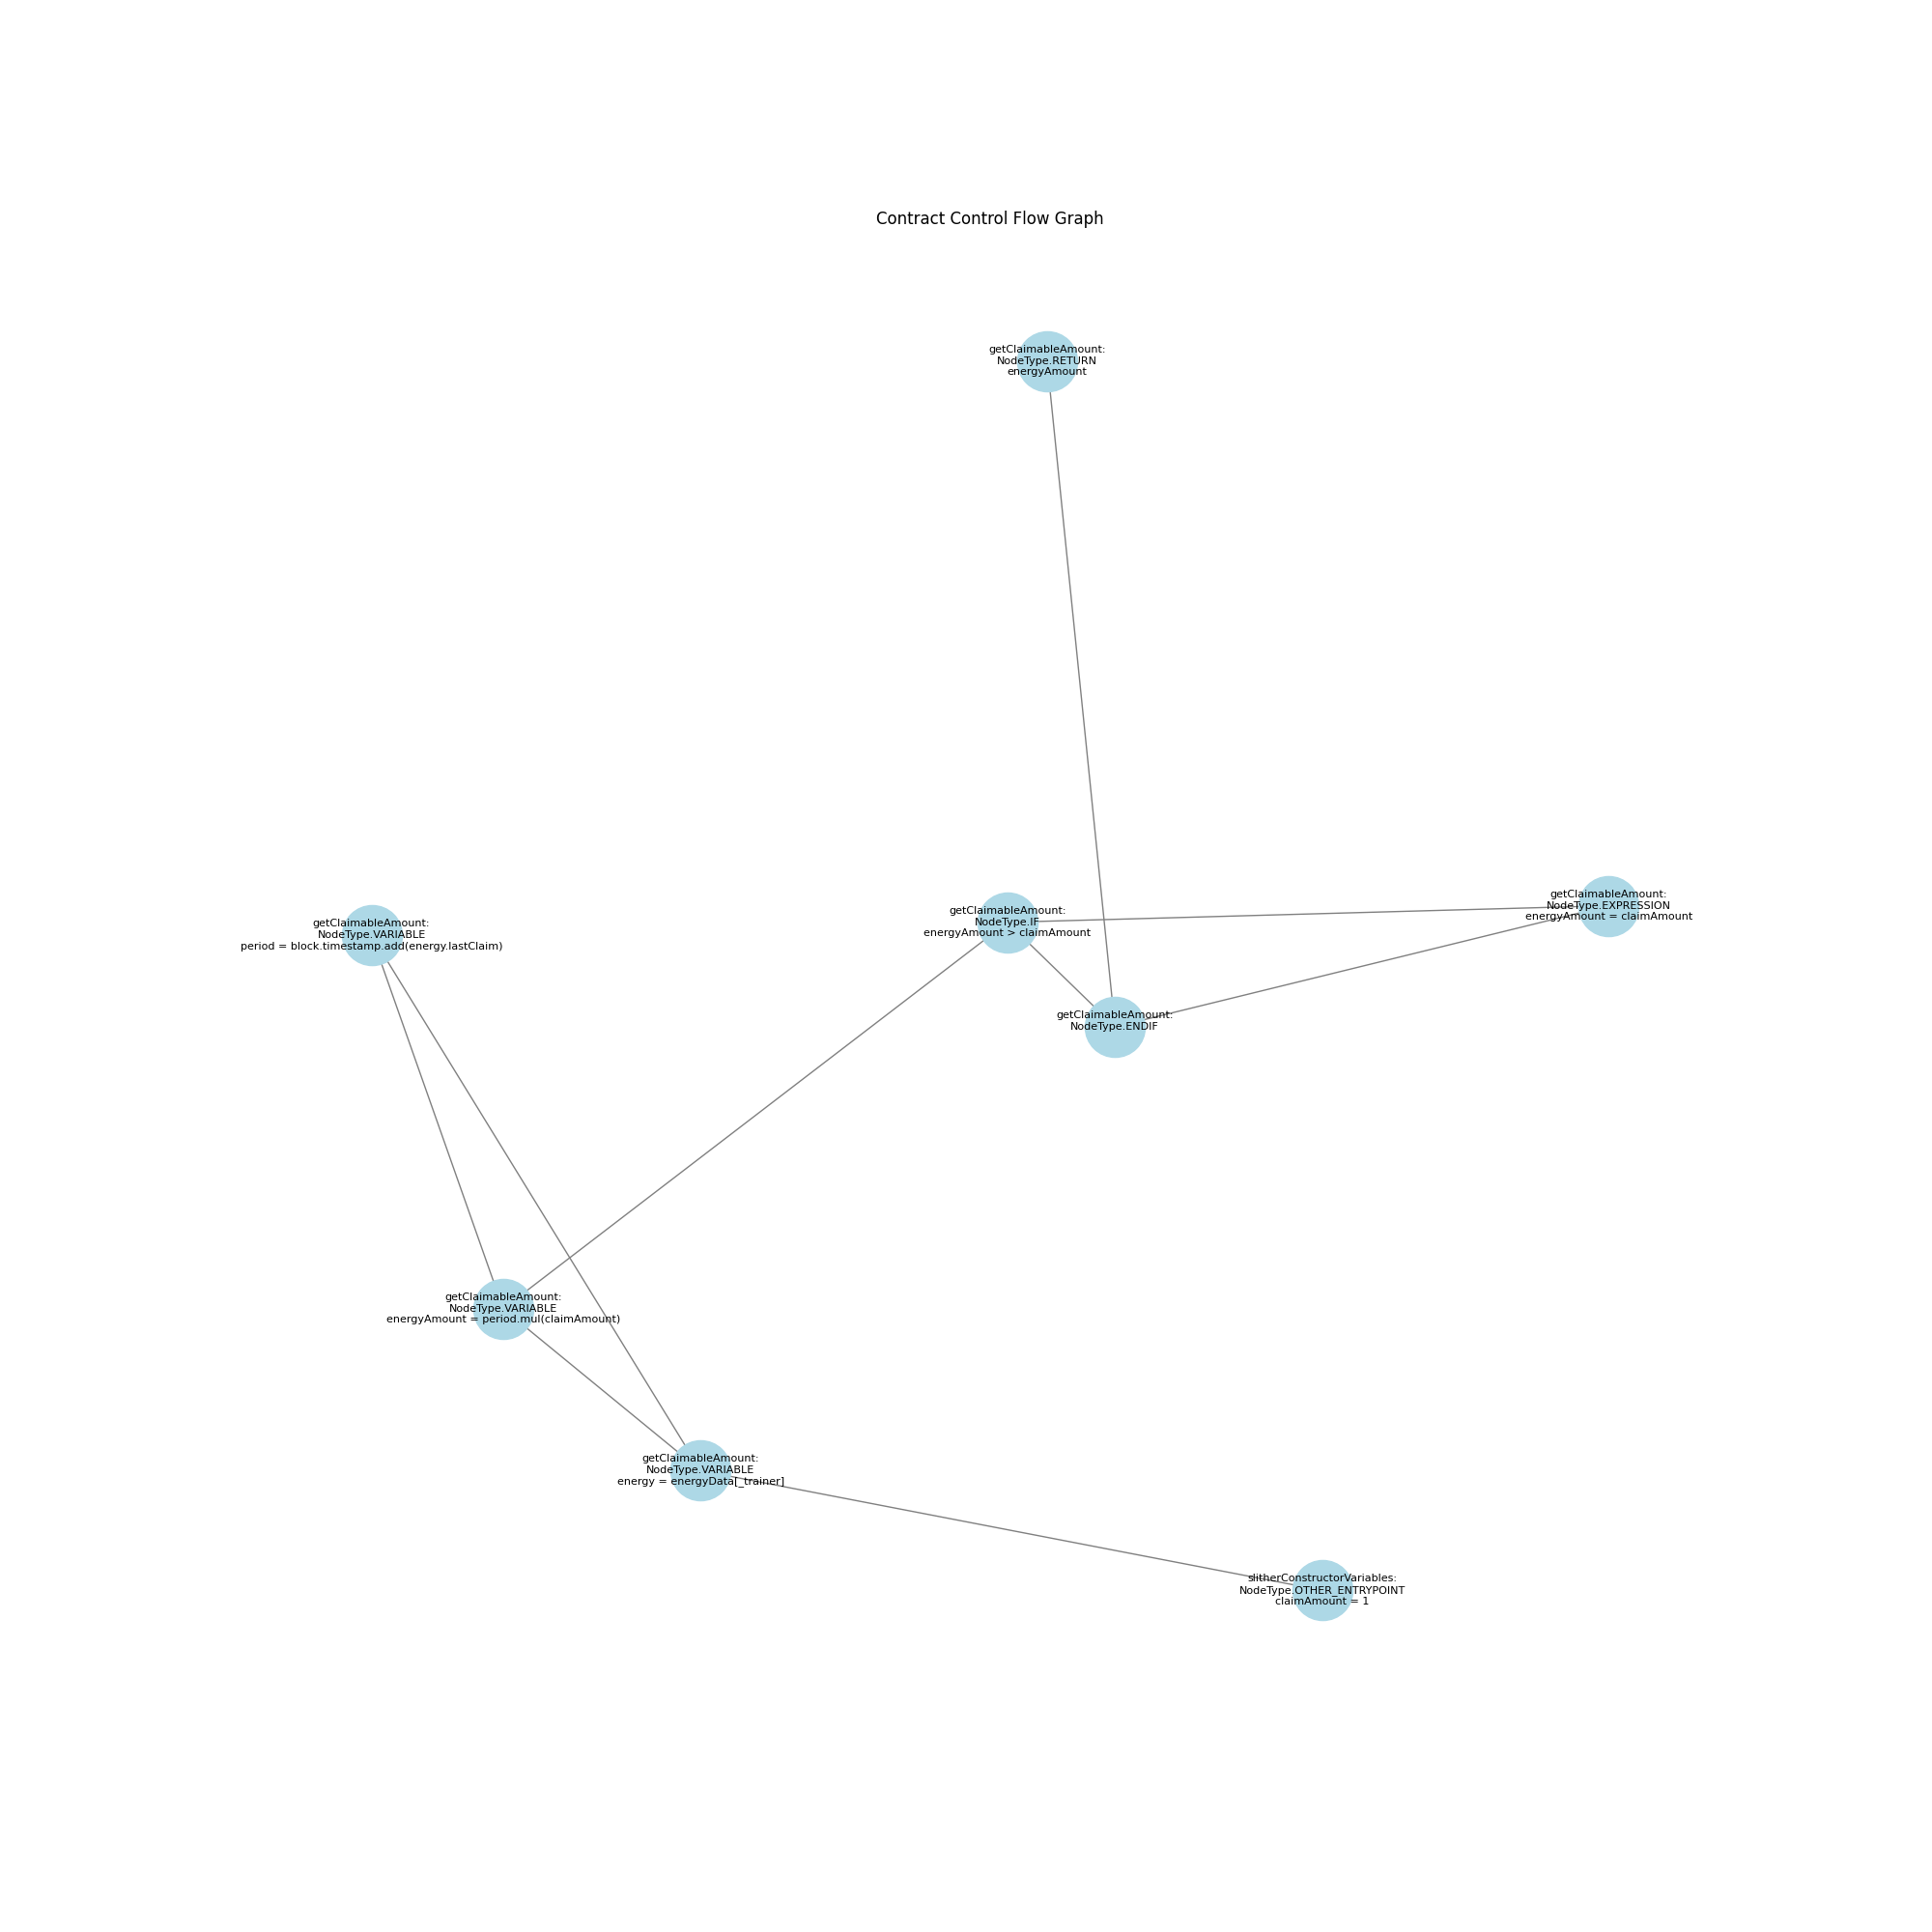 Contract Control Flow Graph
getClaimableAmount:
NodeType.RETURN
energyAmount
getClaimableAmount:
NodeType.EXPRESSION
energyAmount = claimAmount
getClaimableAmount:
NodeType.IF
energyAmount > claimAmount
getClaimableAmount:
NodeType.VARIABLE
period = block.timestamp.add(energy.lastClaim)
getClaimableAmount:
NodeType.ENDIF
getClaimableAmount:
NodeType.VARIABLE
energyAmount = period.mul(claimAmount)
getClaimableAmount:
NodeType.VARIABLE
energy = energyData[_trainer]
slitherConstructorVariables:
NodeType.OTHER_ENTRYPOINT
claimAmount = 1